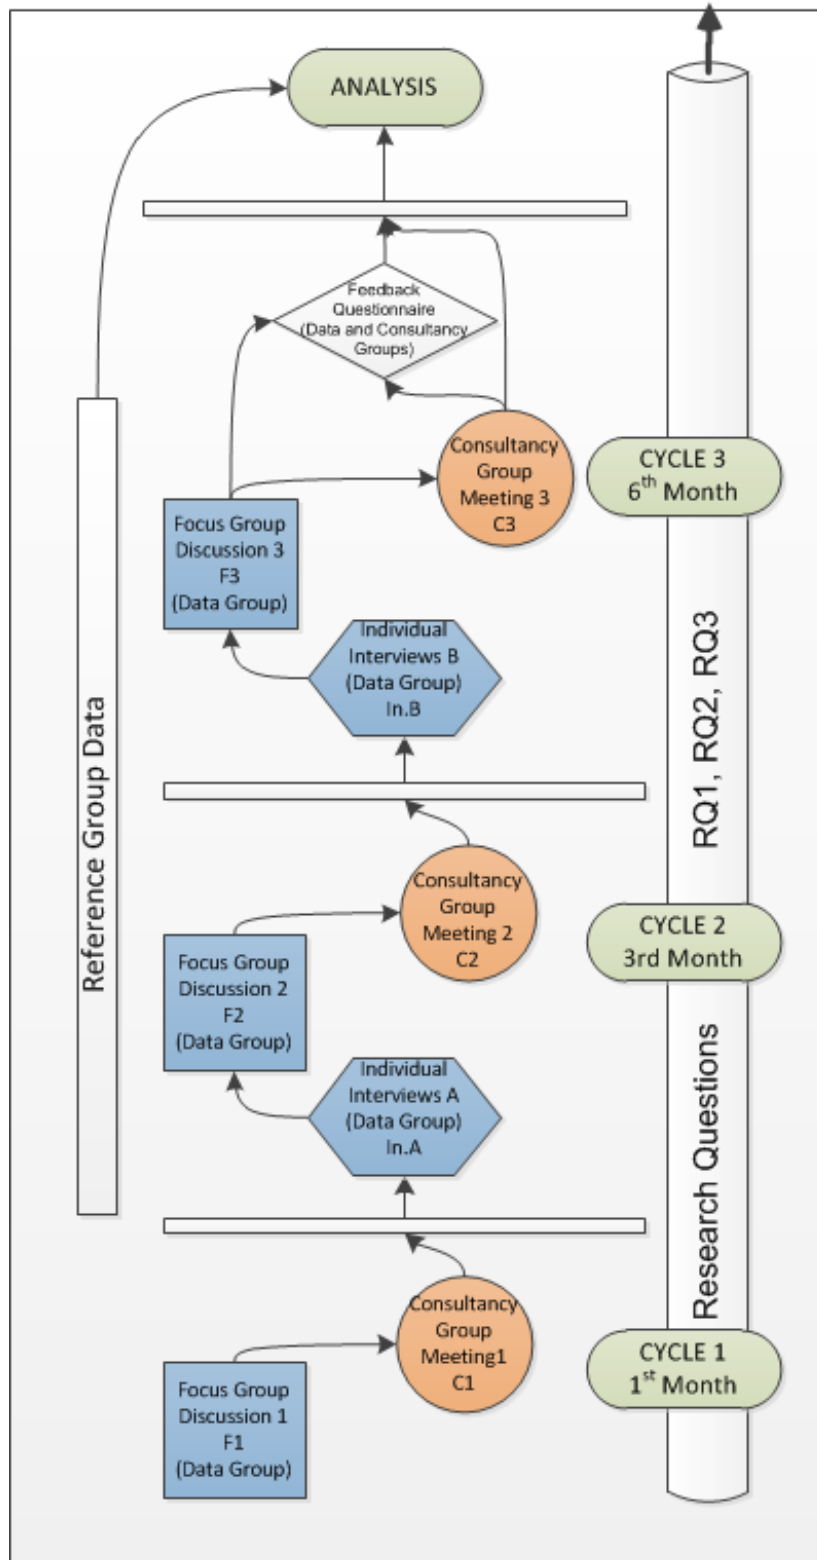 ANALYSIS
Feedback
Questionnaire
(Data and Consultancy
Groups)
Consultancy
Group
Meeting 3
C3
CYCLE 3
6th Month
Focus Group
Discussion 3
F3
(Data Group)
Individual
Interviews B
(Data Group)
In.B
Reference Group Data
RQ1, RQ2, RQ3
Consultancy
Group
Meeting 2
C2
CYCLE 2
3rd Month
Focus Group
Discussion 2
F2
(Data Group)
Individual
Interviews A
(Data Group)
In.A
Research Questions
Consultancy
Group
Meeting1
C1
CYCLE 1
1st Month
Focus Group
Discussion 1
F1
(Data Group)